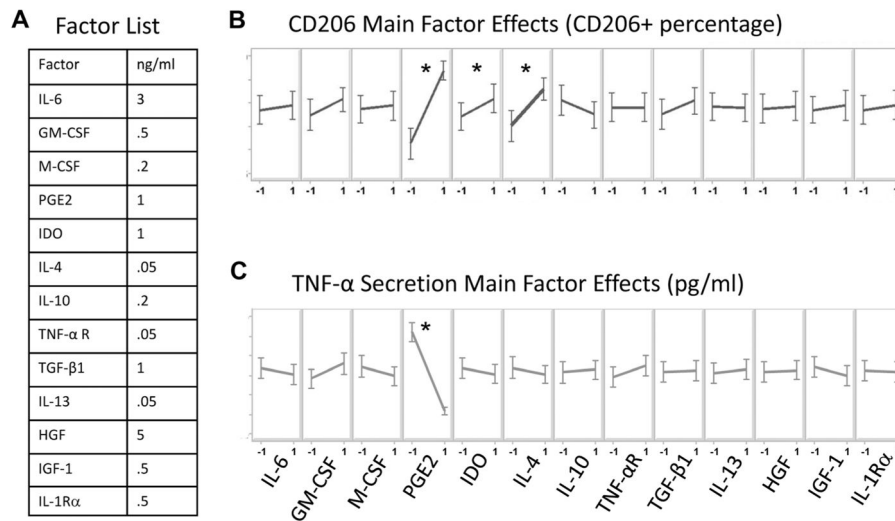 A
Factor List
Factor ng/ml
IL-6 3
GM-CSF .5
M-CSF .2
PGE2 1
IDO 1
IL-4 .05
IL-10 .2
TNF-α R .05
TGF-β1 1
IL-13 .05
HGF 5
IGF-1 .5
IL-1Rα .5
B
CD206 Main Factor Effects (CD206+ percentage)
* * *
-1 1 -1 1 -1 1 -1 1 -1 1 -1 1 -1 1 -1 1 -1 1 -1 1 -1 1 -1 1 -1 1
C
TNF-α Secretion Main Factor Effects (pg/ml)
*
-1 1 -1 1 -1 1 -1 1 -1 1 -1 1 -1 1 -1 1 -1 1 -1 1 -1 1 -1 1 -1 1
IL-6 GM-CSF M-CSF PGE2 IDO IL-4 IL-10 TNF-αR TGF-β1 IL-13 HGF IGF-1 IL-1Rα